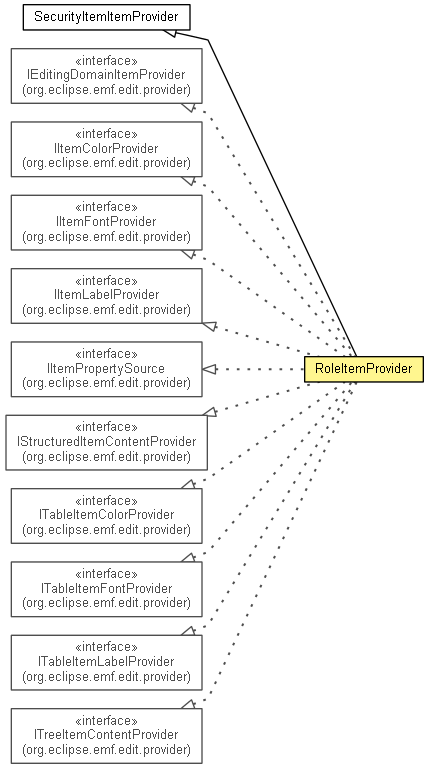 SecurityItemItemProvider
«interface»
IEditingDomainItemProvider
(org.eclipse.emf.edit.provider)
«interface»
IItemColorProvider
(org.eclipse.emf.edit.provider)
«interface»
IItemFontProvider
(org.eclipse.emf.edit.provider)
«interface»
IItemLabelProvider
(org.eclipse.emf.edit.provider)
«interface»
IItemPropertySource
(org.eclipse.emf.edit.provider)
RoleItemProvider
«interface»
IStructuredItemContentProvider
(org.eclipse.emf.edit.provider)
«interface»
ITableItemColorProvider
(org.eclipse.emf.edit.provider)
«interface»
ITableItemFontProvider
(org.eclipse.emf.edit.provider)
«interface»
ITableItemLabelProvider
(org.eclipse.emf.edit.provider)
«interface»
ITreeItemContentProvider
(org.eclipse.emf.edit.provider)